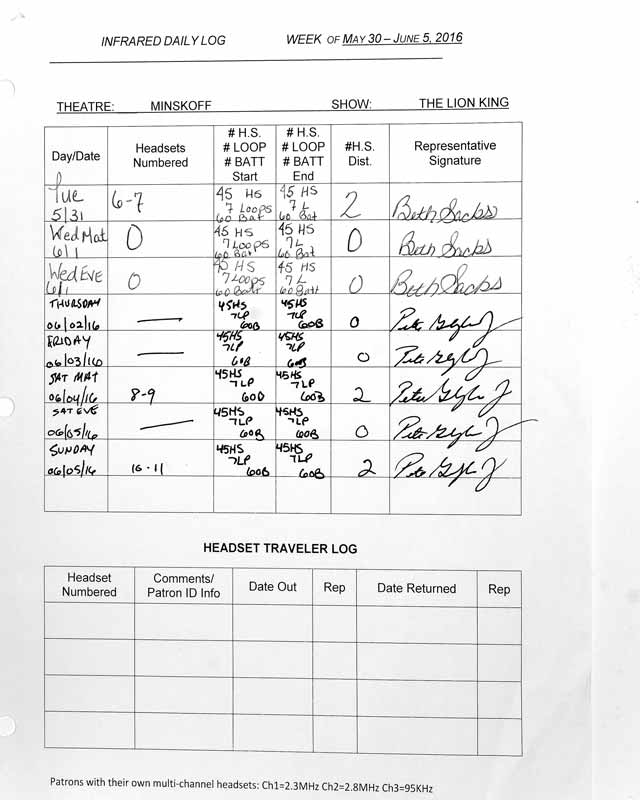 INFRARED DAILY LOG WEEK OF MAY 30 – JUNE 5, 2016
THEATRE: MINSKOFF SHOW: THE LION KING
Day/Date
Headsets
Numbered
# H.S.
# LOOP
# BATT
Start
# H.S.
# LOOP
# BATT
End
#H.S.
Dist.
Representative
Signature
Tue
5/31
6-7
45 HS
7 Loops
60 Bat
45 HS
7 L
60 Bat
2
Beth Sacks
Wed Mat
6/1
0
45 HS
7 LOOPS
60 Bat
45 HS
7L
60 Bat
0
Beth Sacks
Wed EVE
6/1
0
HS
7 LOOPS
60 Batt
45 HS
7 L
60 Batt
0
Beth Sacks
THURSDAY
06/02/16
—
45HS
7LP
60B
45HS
7LP
60B
0
FRIDAY
06/03/16
—
45HS
7LP
60B
45HS
7LP
60B
0
SAT MAT
06/04/16
8-9
45HS
7LP
60B
45HS
7LP
60B
2
SAT EVE
06/05/16
—
45HS
7LP
60B
45HS
7LP
60B
0
SUNDAY
06/05/16
10-11
45HS
7LP
60B
45HS
7LP
60B
2
HEADSET TRAVELER LOG
Headset
Numbered
Comments/
Patron ID Info
Date Out
Rep
Date Returned
Rep
Patrons with their own multi-channel headsets: Ch1=2.3MHz Ch2=2.8MHz Ch3=95KHz